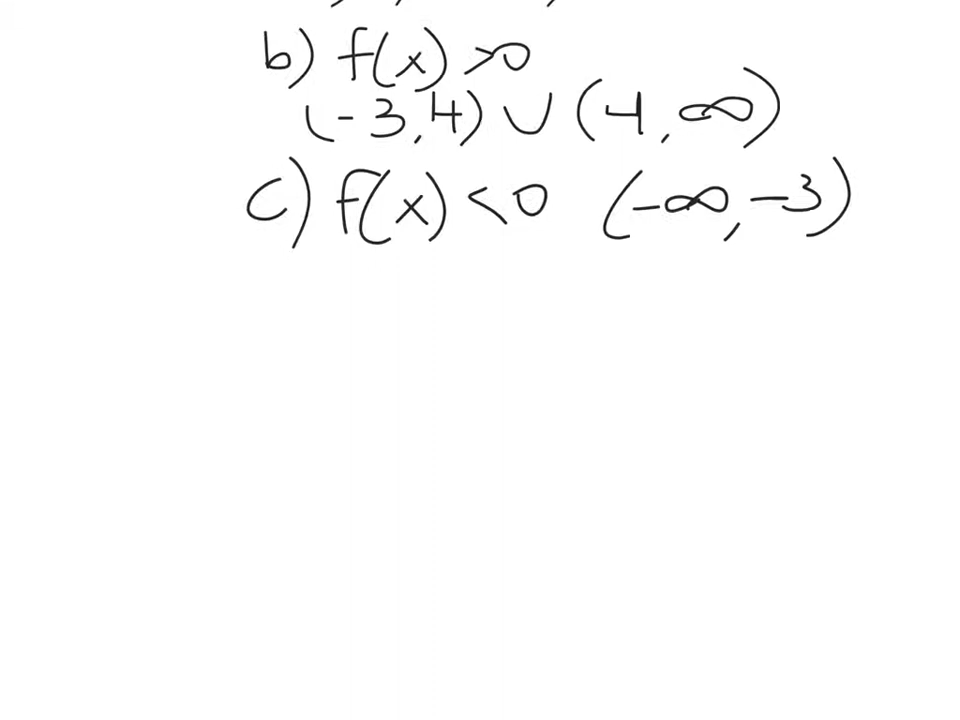 b) f(x) >0
(-3,4) ∪ (4,∞)
c) f(x) <0 (-∞,-3)